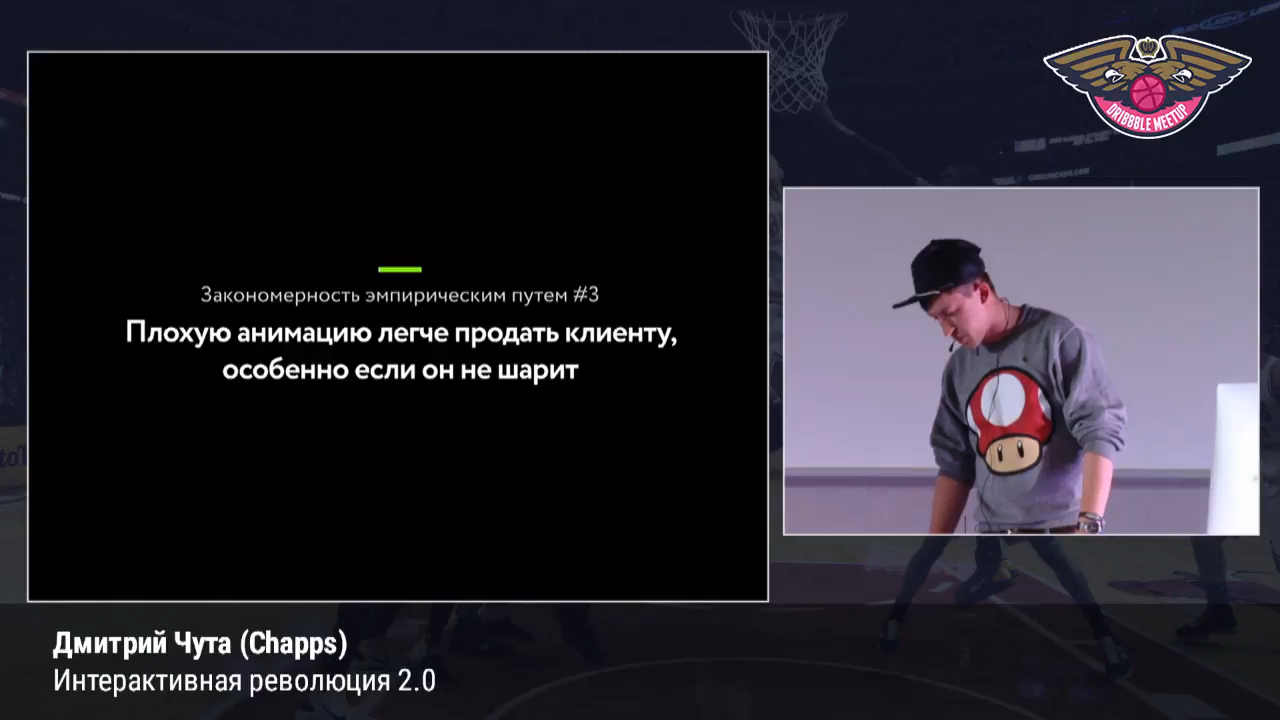 DRIBBBLE MEETUP
Закономерность эмпирическим путем #3
Плохую анимацию легче продать клиенту,
особенно если он не шарит
Дмитрий Чута (Chapps)
Интерактивная революция 2.0